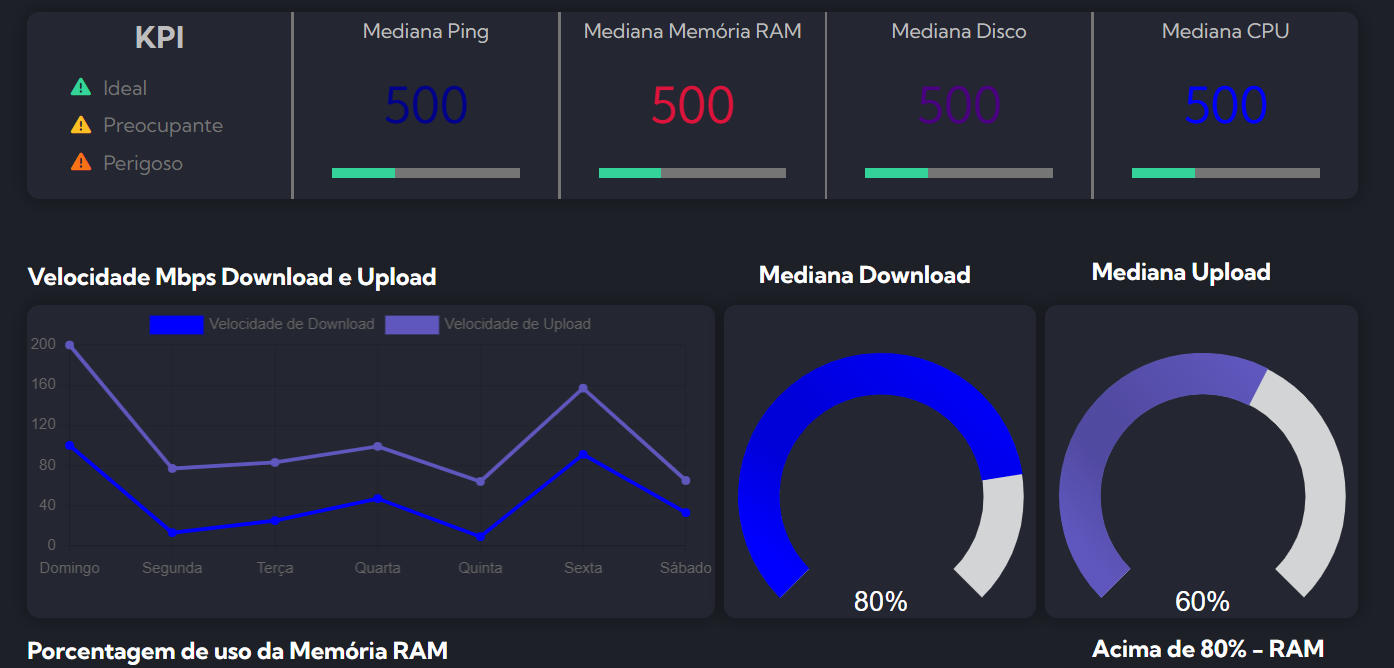 KPI
Ideal
Preocupante
Perigoso
Mediana Ping
500
Mediana Memória RAM
500
Mediana Disco
500
Mediana CPU
500
Velocidade Mbps Download e Upload
Velocidade de Download
Velocidade de Upload
200
160
120
80
40
0
Domingo
Segunda
Terça
Quarta
Quinta
Sexta
Sábado
Mediana Download
80%
Mediana Upload
60%
Porcentagem de uso da Memória RAM
Acima de 80% - RAM